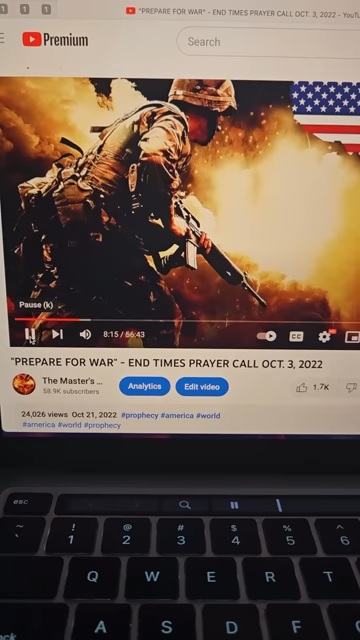 "PREPARE FOR WAR" - END TIMES PRAYER CALL OCT. 3, 2022 - YouTu
Premium
Search
Pause (k)
8:15 / 56:43
CC
"PREPARE FOR WAR" - END TIMES PRAYER CALL OCT. 3, 2022
The Master's ...
58.9K subscribers
Analytics
Edit video
1.7K
24,026 views Oct 21, 2022 #prophecy #america #world
#america #world #prophecy
esc
~ ! @ # $ % ^
` 1 2 3 4 5 6
Q W E R T
A S D F